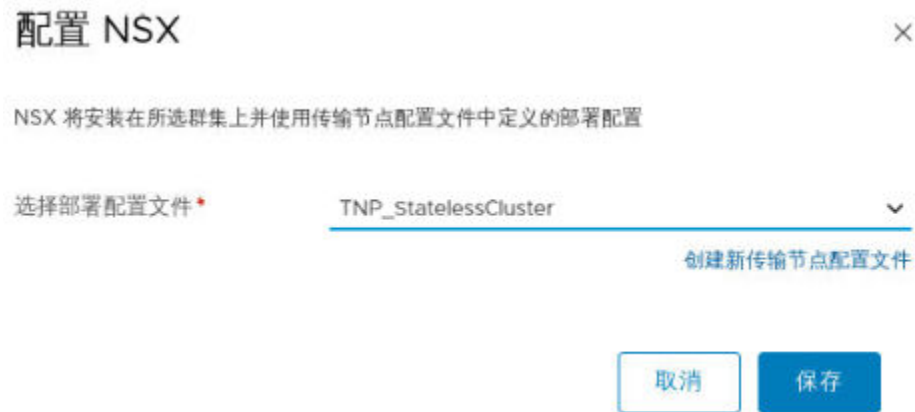 配置 NSX
NSX 将安装在所选群集上并使用传输节点配置文件中定义的部署配置
选择部署配置文件* TNP_StatelessCluster
创建新传输节点配置文件
取消 保存